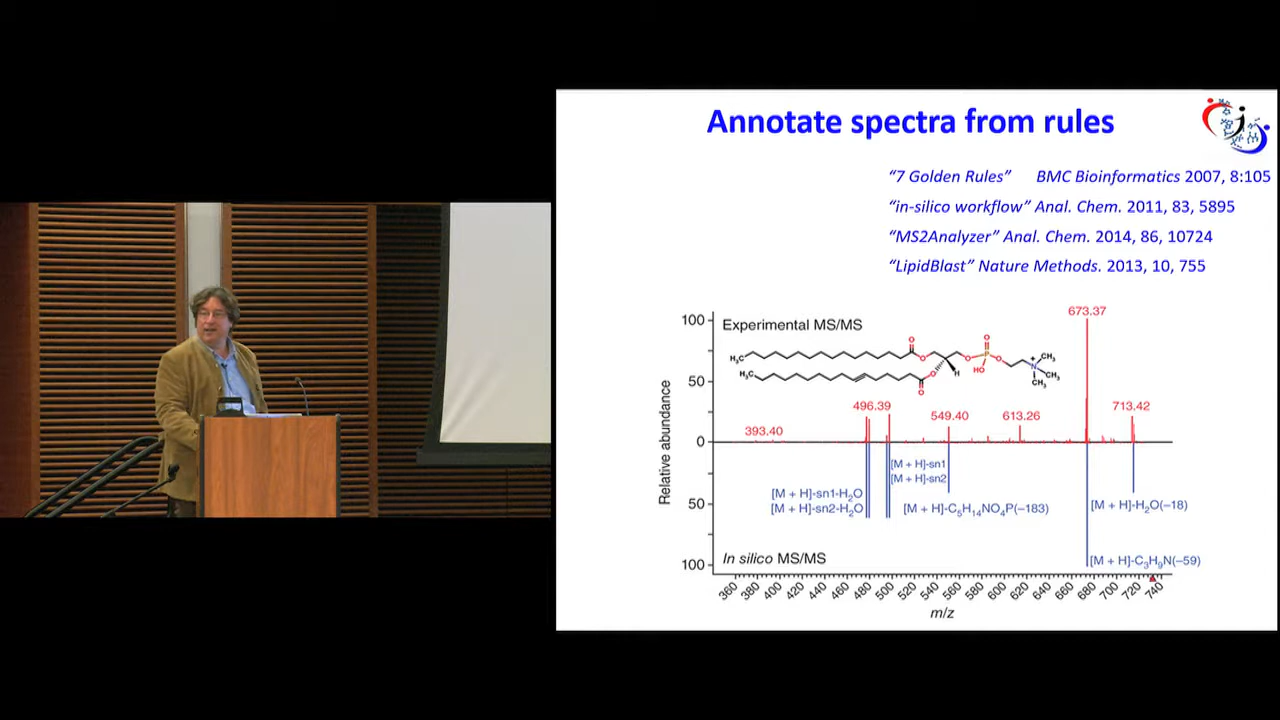 Annotate spectra from rules
“7 Golden Rules” BMC Bioinformatics 2007, 8:105
“in-silico workflow” Anal. Chem. 2011, 83, 5895
“MS2Analyzer” Anal. Chem. 2014, 86, 10724
“LipidBlast” Nature Methods. 2013, 10, 755
673.37
100
Experimental MS/MS
O
O
H₃C
O
O
P
O
CH₃
+
N
CH₃
CH₃
HO
H
H₃C
O
O
50
496.39
549.40
613.26
713.42
393.40
0
Relative abundance
[M + H]-sn1
[M + H]-sn2
[M + H]-sn1-H₂O
[M + H]-sn2-H₂O
[M + H]-C₅H₁₄NO₄P(−183)
[M + H]-H₂O(−18)
50
In silico MS/MS
[M + H]-C₃H₉N(−59)
100
360 380 400 420 440 460 480 500 520 540 560 580 600 620 640 660 680 700 720 740
m/z